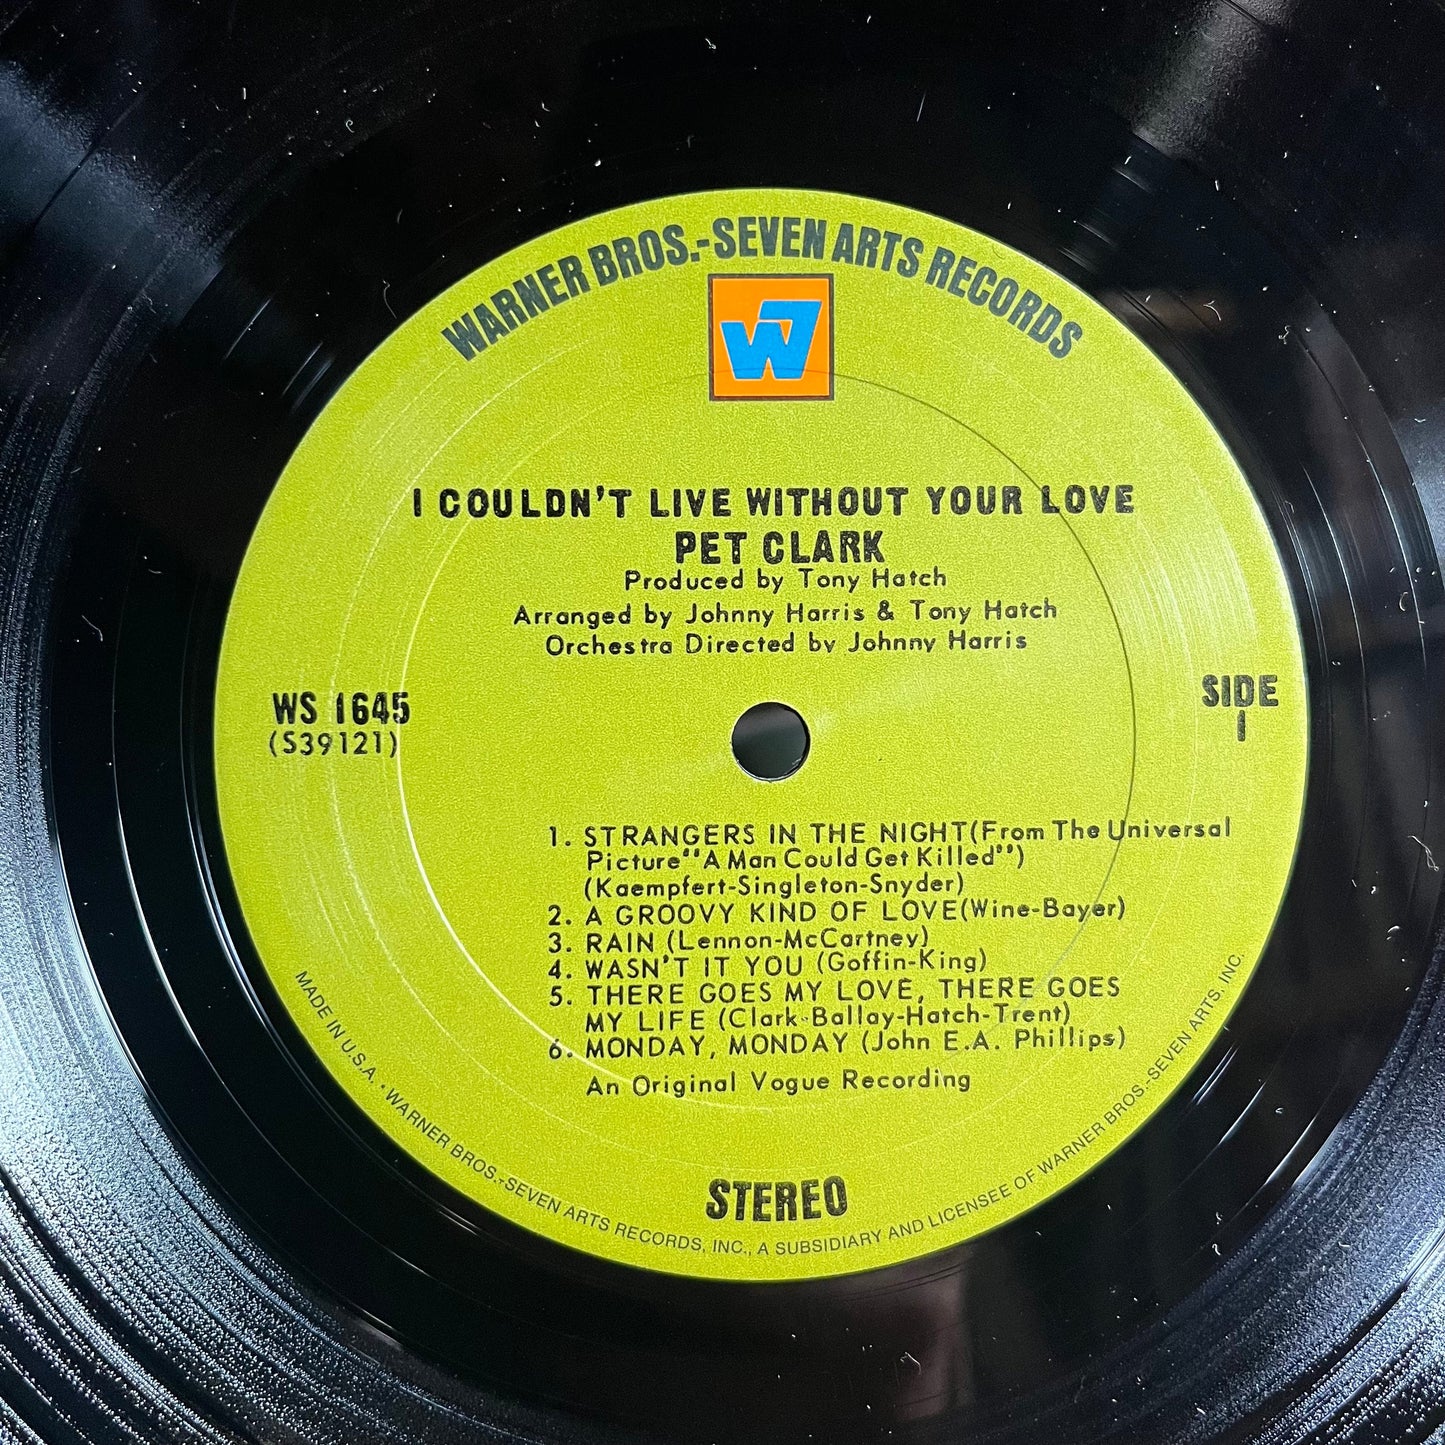 WARNER BROS.-SEVEN ARTS RECORDS
W7
I COULDN'T LIVE WITHOUT YOUR LOVE
PET CLARK
Produced by Tony Hatch
Arranged by Johnny Harris & Tony Hatch
Orchestra Directed by Johnny Harris
WS 1645
(S39121)
SIDE
1
1. STRANGERS IN THE NIGHT(From The Universal
Picture"A Man Could Get Killed")
(Kaempfert-Singleton-Snyder)
2. A GROOVY KIND OF LOVE(Wine-Bayer)
3. RAIN (Lennon-McCartney)
4. WASN'T IT YOU (Goffin-King)
5. THERE GOES MY LOVE, THERE GOES
MY LIFE (Clark-Ballay-Hatch-Trent)
6. MONDAY, MONDAY (John E.A. Phillips)
An Original Vogue Recording
STEREO
MADE IN U.S.A. • WARNER BROS.-SEVEN ARTS RECORDS, INC., A SUBSIDIARY AND LICENSEE OF WARNER BROS.-SEVEN ARTS, INC.